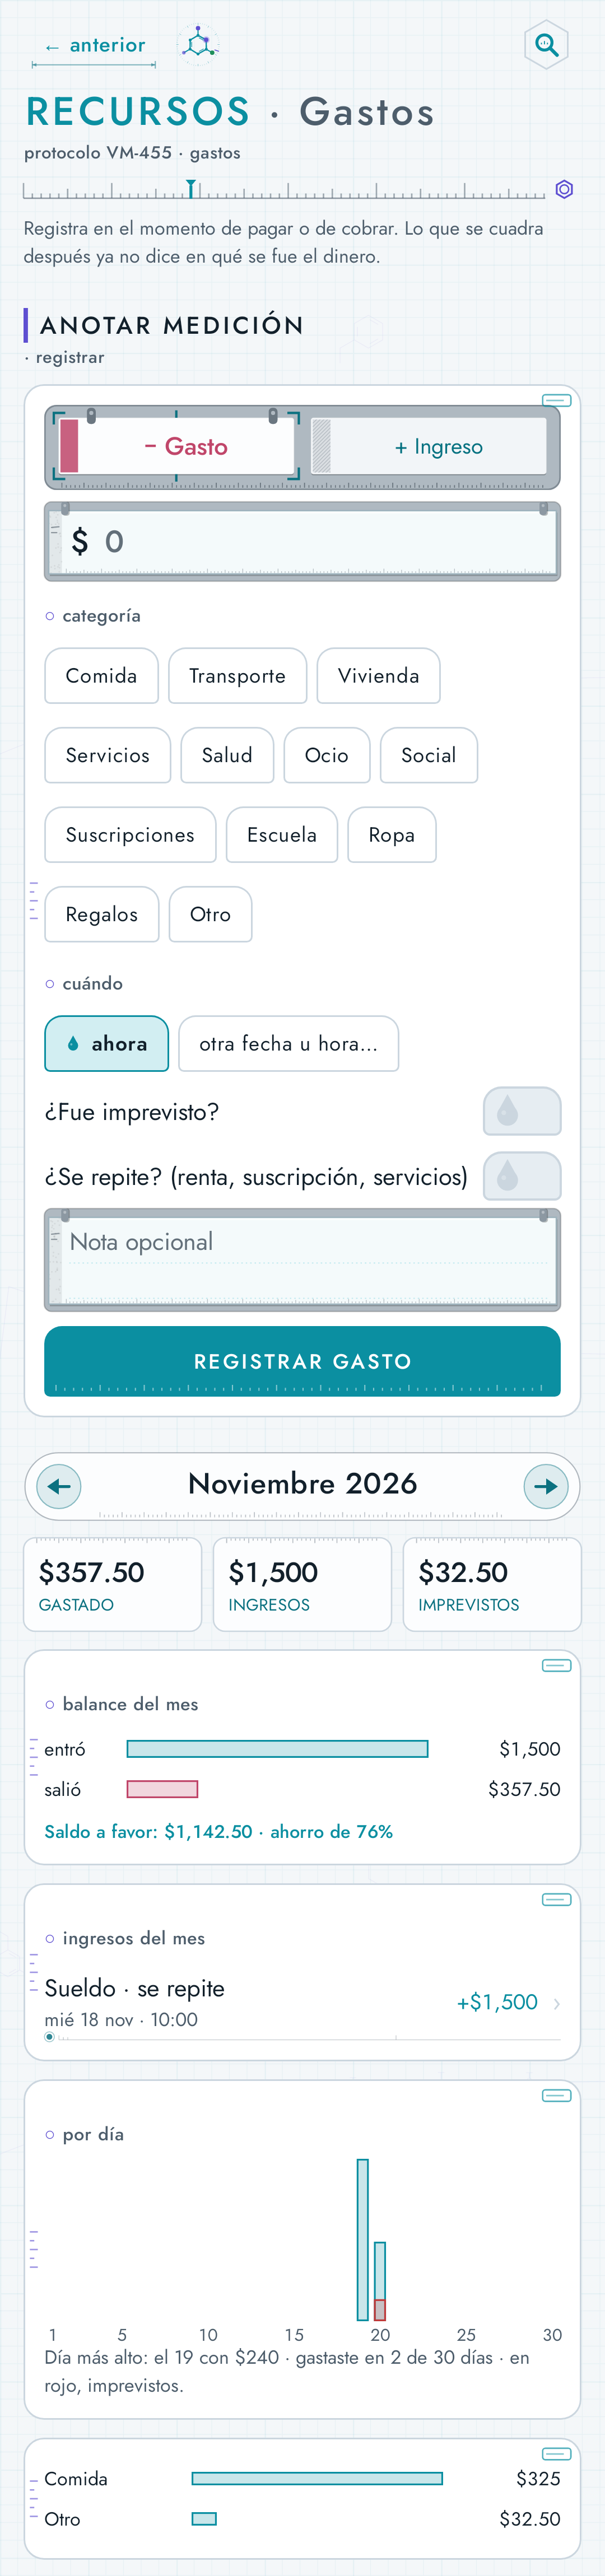 ← anterior
RECURSOS · Gastos
protocolo VM-455 · gastos
Registra en el momento de pagar o de cobrar. Lo que se cuadra
después ya no dice en qué se fue el dinero.
ANOTAR MEDICIÓN
· registrar
− Gasto
+ Ingreso
$ 0
categoría
Comida
Transporte
Vivienda
Servicios
Salud
Ocio
Social
Suscripciones
Escuela
Ropa
Regalos
Otro
cuándo
ahora
otra fecha u hora...
¿Fue imprevisto?
¿Se repite? (renta, suscripción, servicios)
Nota opcional
REGISTRAR GASTO
Noviembre 2026
$357.50
GASTADO
$1,500
INGRESOS
$32.50
IMPREVISTOS
balance del mes
entró $1,500
salió $357.50
Saldo a favor: $1,142.50 · ahorro de 76%
ingresos del mes
Sueldo · se repite
mié 18 nov · 10:00
+$1,500 ›
por día
1 5 10 15 20 25 30
Día más alto: el 19 con $240 · gastaste en 2 de 30 días · en
rojo, imprevistos.
Comida $325
Otro $32.50